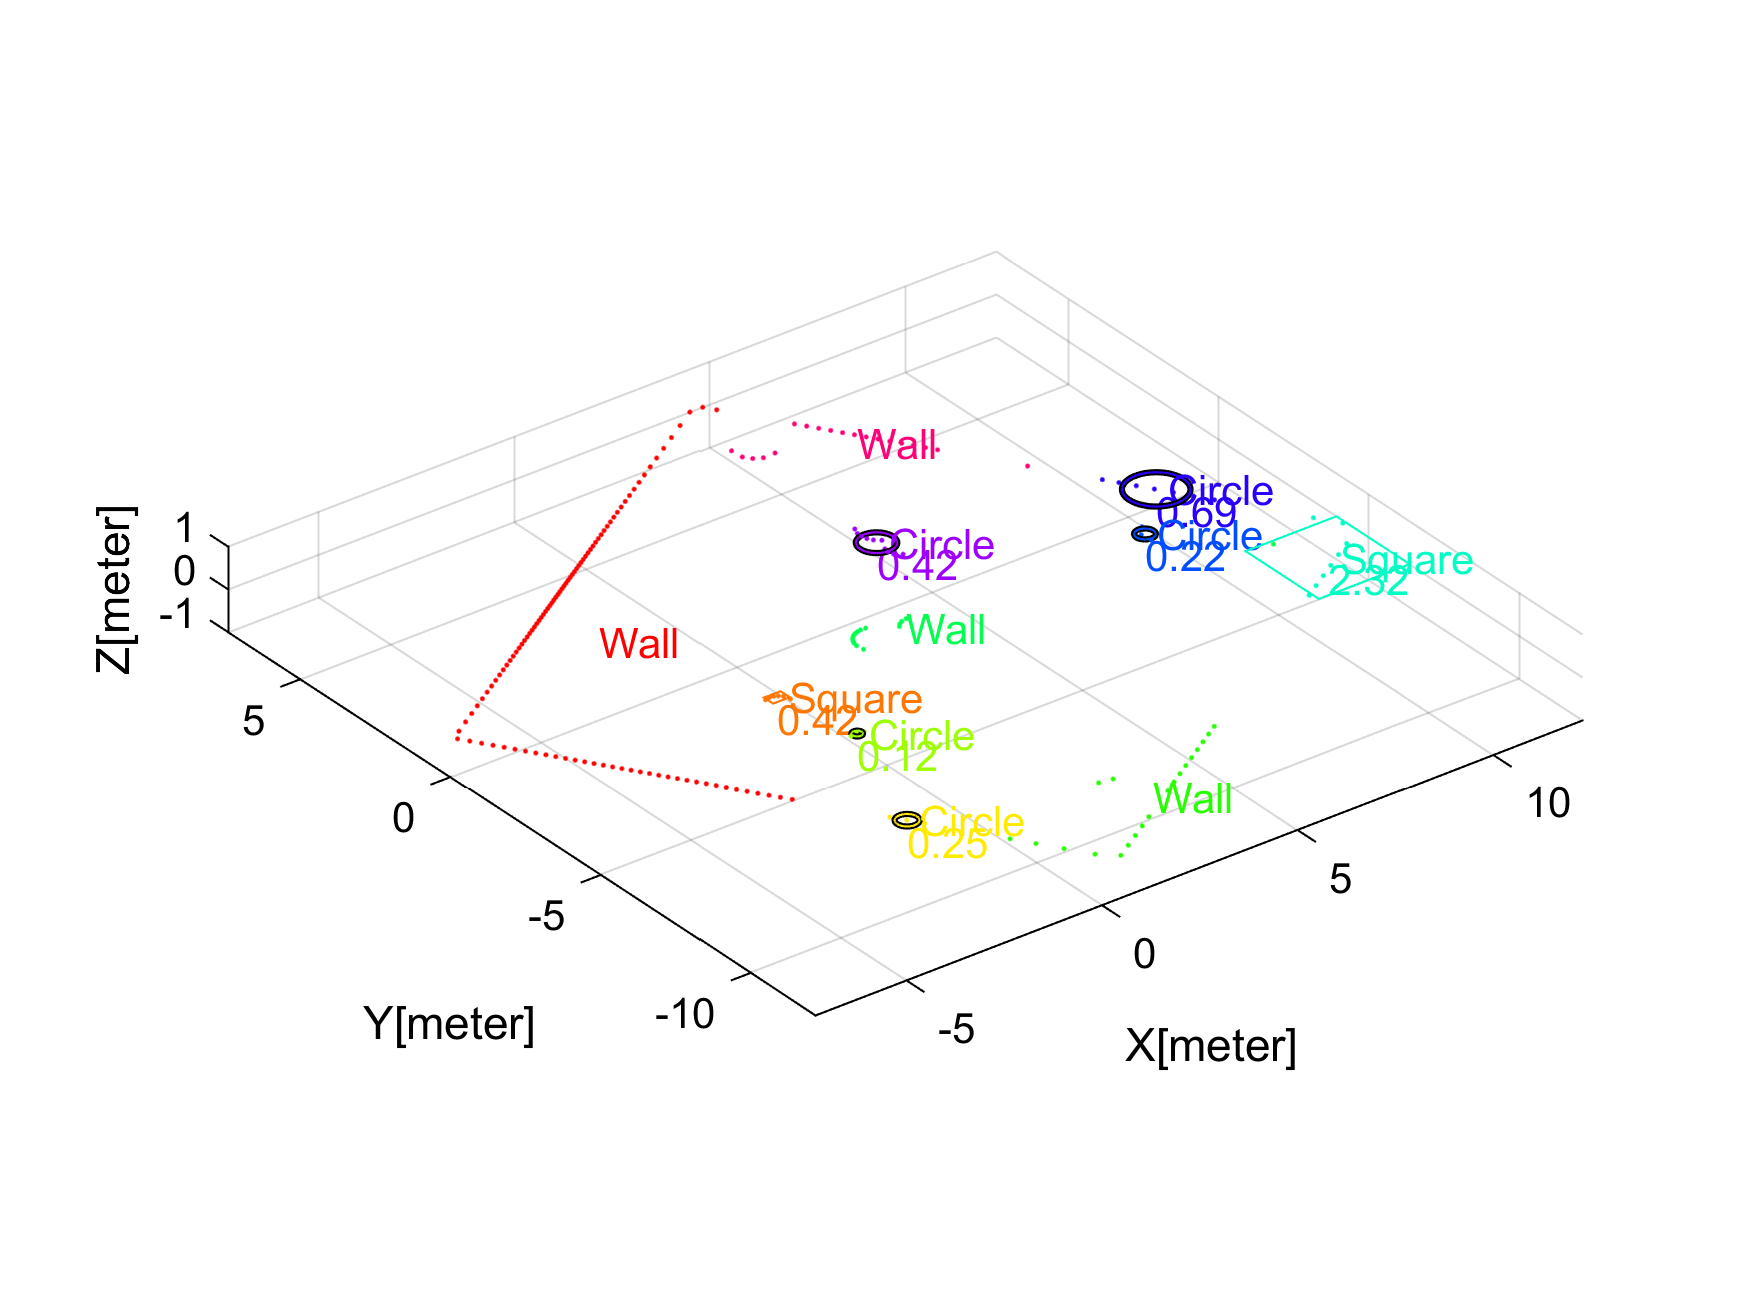 Wall
Circle
0.69
Circle
0.22
Circle
0.42
Square
2.32
Wall
Wall
Square
0.42
Circle
0.12
Wall
Circle
0.25
Z[meter]
1
0
-1
Y[meter]
5
0
-5
-10
X[meter]
-5
0
5
10